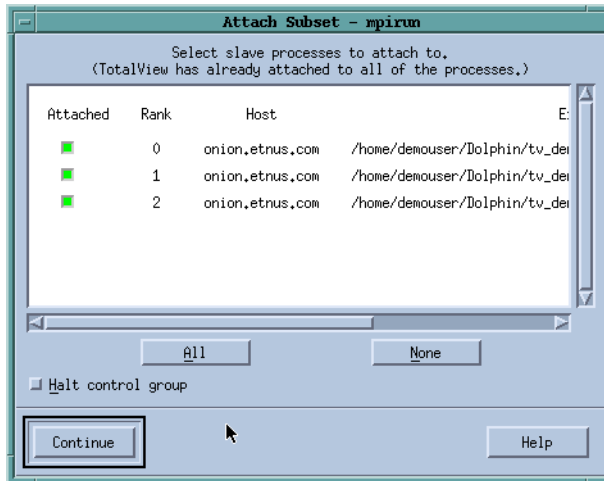 Attach Subset - mpirun
Select slave processes to attach to.
(TotalView has already attached to all of the processes.)
Attached Rank Host E
0 onion.etnus.com /home/demouser/Dolphin/tv_de
1 onion.etnus.com /home/demouser/Dolphin/tv_de
2 onion.etnus.com /home/demouser/Dolphin/tv_de
All None
Halt control group
Continue Help